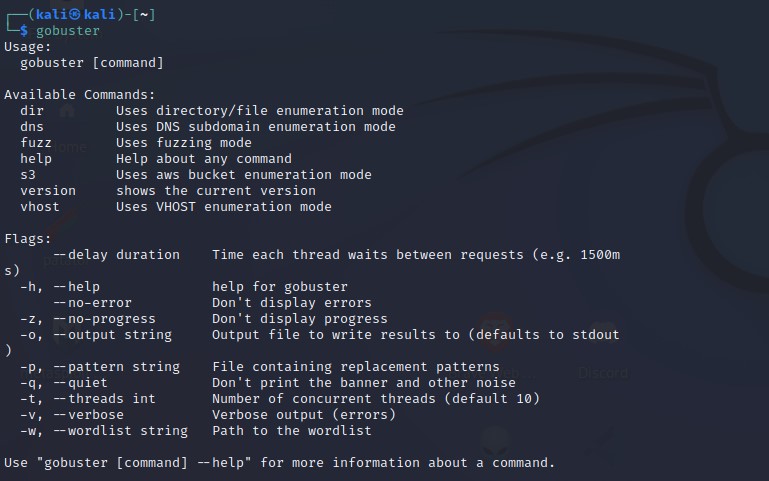 ┌──(kali㉿kali)-[~]
└─$ gobuster
Usage:
  gobuster [command]

Available Commands:
  dir         Uses directory/file enumeration mode
  dns         Uses DNS subdomain enumeration mode
  fuzz        Uses fuzzing mode
  help        Help about any command
  s3          Uses aws bucket enumeration mode
  version     shows the current version
  vhost       Uses VHOST enumeration mode

Flags:
      --delay duration    Time each thread waits between requests (e.g. 1500m
s)
  -h, --help              help for gobuster
      --no-error          Don't display errors
  -z, --no-progress       Don't display progress
  -o, --output string     Output file to write results to (defaults to stdout
)
  -p, --pattern string    File containing replacement patterns
  -q, --quiet             Don't print the banner and other noise
  -t, --threads int       Number of concurrent threads (default 10)
  -v, --verbose           Verbose output (errors)
  -w, --wordlist string   Path to the wordlist

Use "gobuster [command] --help" for more information about a command.
Discord